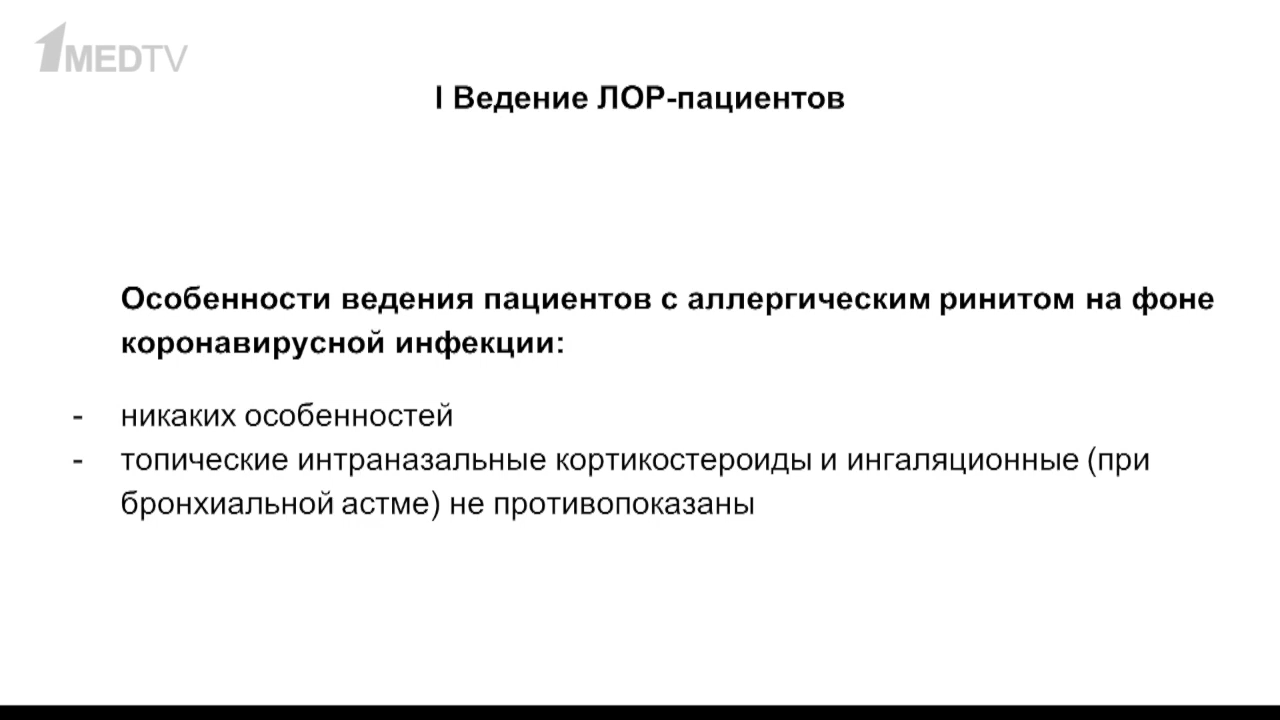 1MEDTV
I Ведение ЛОР-пациентов
Особенности ведения пациентов с аллергическим ринитом на фоне
коронавирусной инфекции:
- никаких особенностей
- топические интраназальные кортикостероиды и ингаляционные (при
бронхиальной астме) не противопоказаны